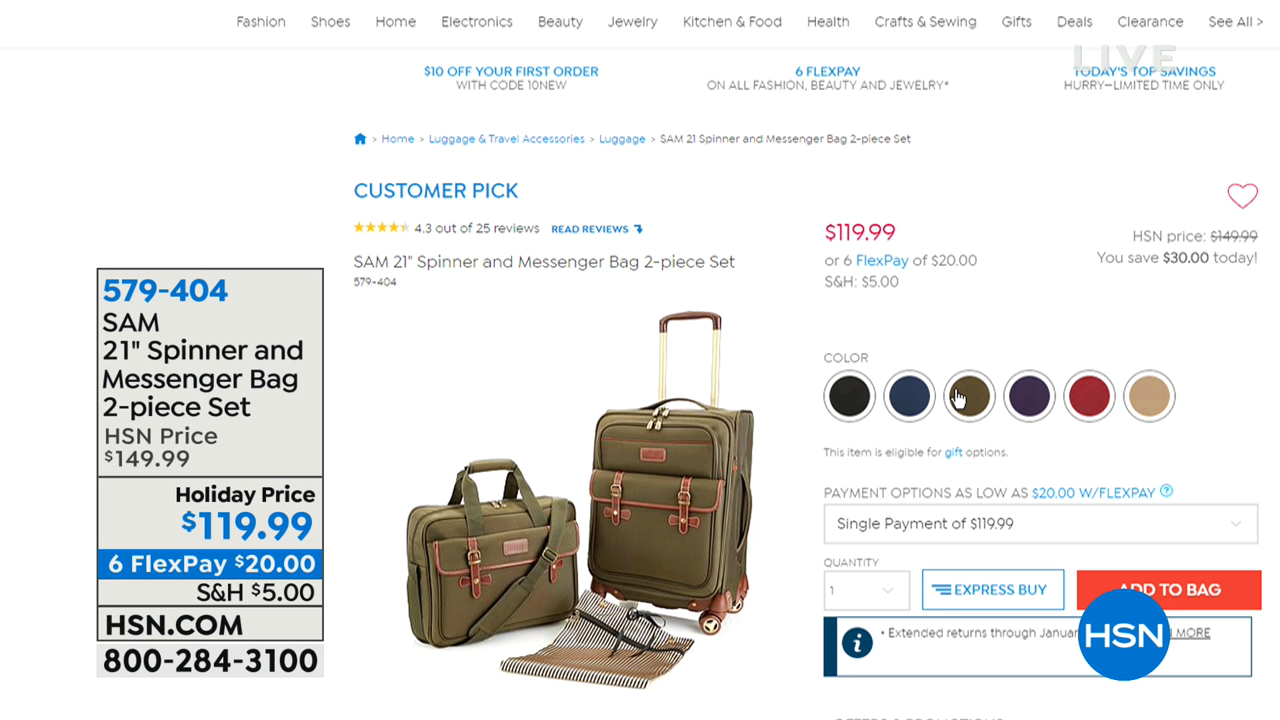 Fashion Shoes Home Electronics Beauty Jewelry Kitchen & Food Health Crafts & Sewing Gifts Deals Clearance See All >
LIVE
$10 OFF YOUR FIRST ORDER
WITH CODE 10NEW
6 FLEXPAY
ON ALL FASHION, BEAUTY AND JEWELRY*
TODAY'S TOP SAVINGS
HURRY–LIMITED TIME ONLY
> Home > Luggage & Travel Accessories > Luggage > SAM 21 Spinner and Messenger Bag 2-piece Set
CUSTOMER PICK
4.3 out of 25 reviews READ REVIEWS
SAM 21" Spinner and Messenger Bag 2-piece Set
579-404
$119.99
or 6 FlexPay of $20.00
S&H: $5.00
HSN price: $149.99
You save $30.00 today!
COLOR
This item is eligible for gift options.
PAYMENT OPTIONS AS LOW AS $20.00 W/FLEXPAY ?
Single Payment of $119.99
QUANTITY
1
EXPRESS BUY
ADD TO BAG
i
• Extended returns through Januar
MORE
HSN
579-404
SAM
21" Spinner and
Messenger Bag
2-piece Set
HSN Price
$149.99
Holiday Price
$119.99
6 FlexPay $20.00
S&H $5.00
HSN.COM
800-284-3100